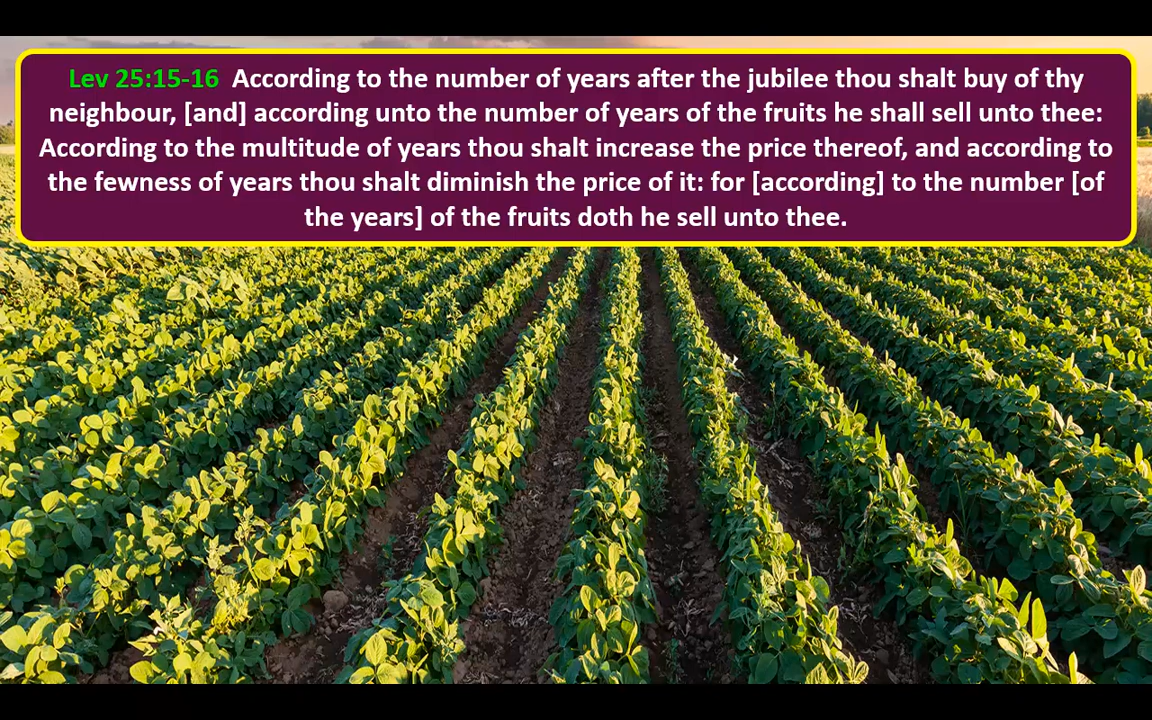 Lev 25:15-16 According to the number of years after the jubilee thou shalt buy of thy
neighbour, [and] according unto the number of years of the fruits he shall sell unto thee:
According to the multitude of years thou shalt increase the price thereof, and according to
the fewness of years thou shalt diminish the price of it: for [according] to the number [of
the years] of the fruits doth he sell unto thee.